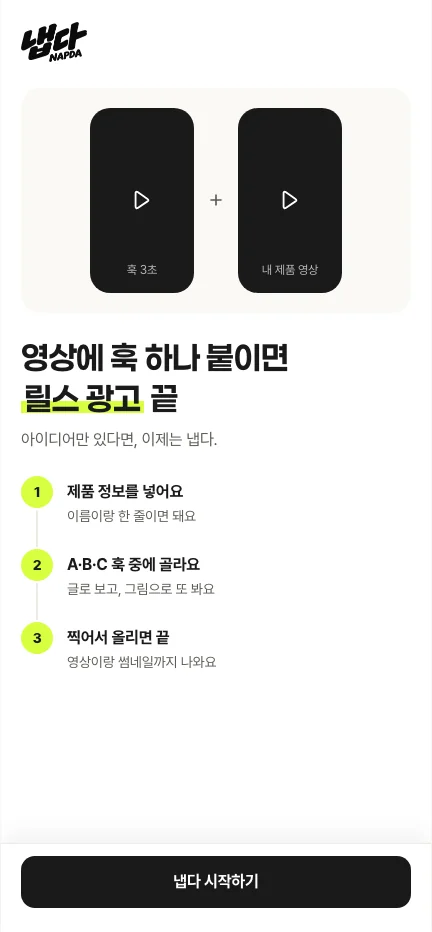 냅다
NAPDA
훅 3초
+
내 제품 영상
영상에 훅 하나 붙이면
릴스 광고 끝
아이디어만 있다면, 이제는 냅다.
1
제품 정보를 넣어요
이름이랑 한 줄이면 돼요
2
A·B·C 훅 중에 골라요
글로 보고, 그림으로 또 봐요
3
찍어서 올리면 끝
영상이랑 썸네일까지 나와요
냅다 시작하기